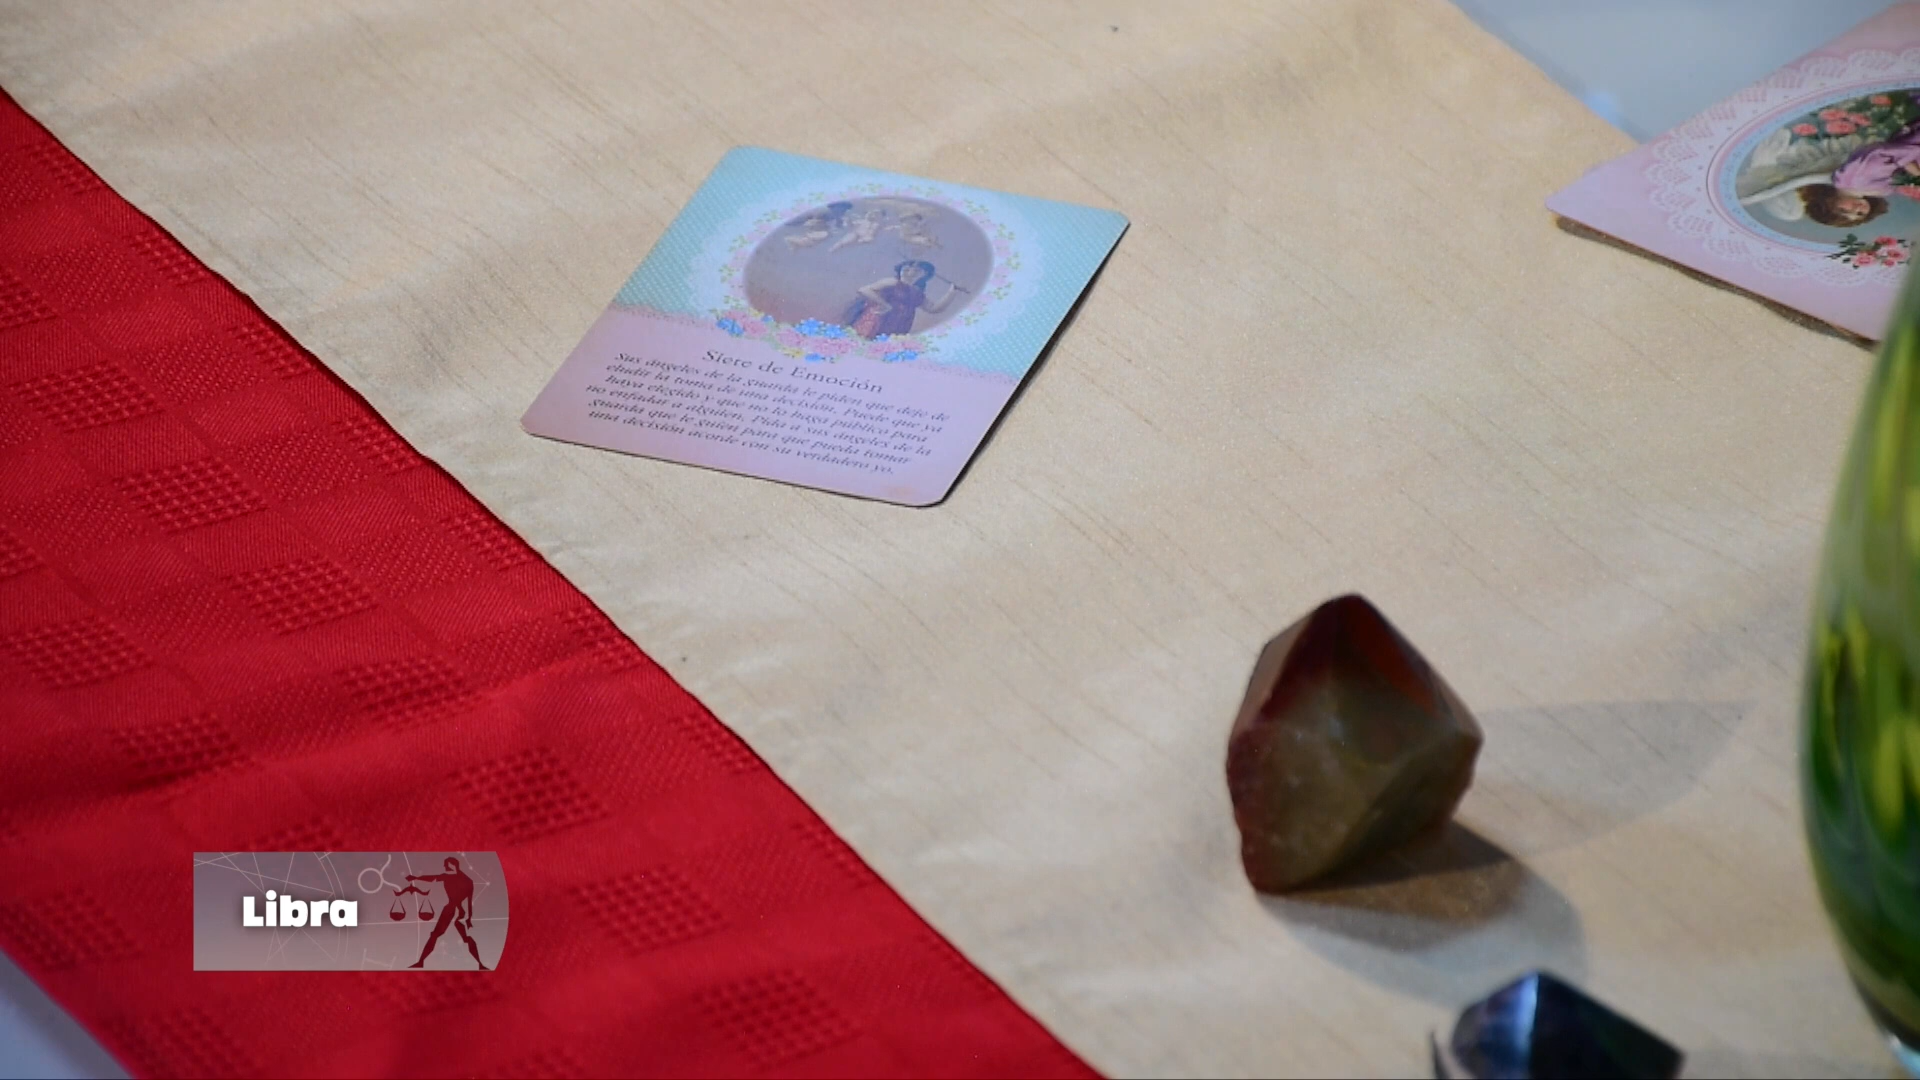 Siete de Emoción
Sus ángeles de la guarda le piden que deje de
eludir la toma de una decisión. Puede que ya
haya elegido y que no lo haga público para
no enfadar a alguien. Pida a sus ángeles de la
guarda que le guíen para que pueda tomar
una decisión acorde con su verdadero yo.
Libra